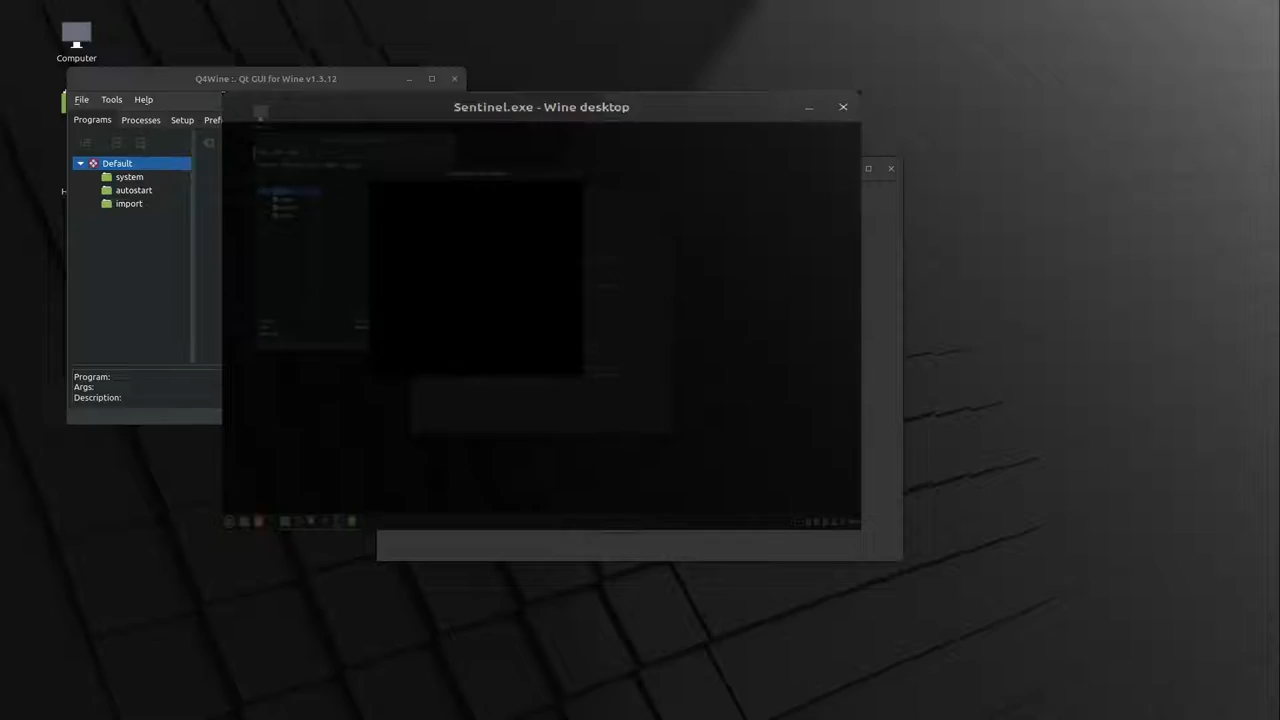 Computer
Q4Wine :. Qt GUI for Wine v1.3.12
File Tools Help
Sentinel.exe - Wine desktop
Programs Processes Setup Pref
Default
system
autostart
import
H
Program:
Args:
Description: